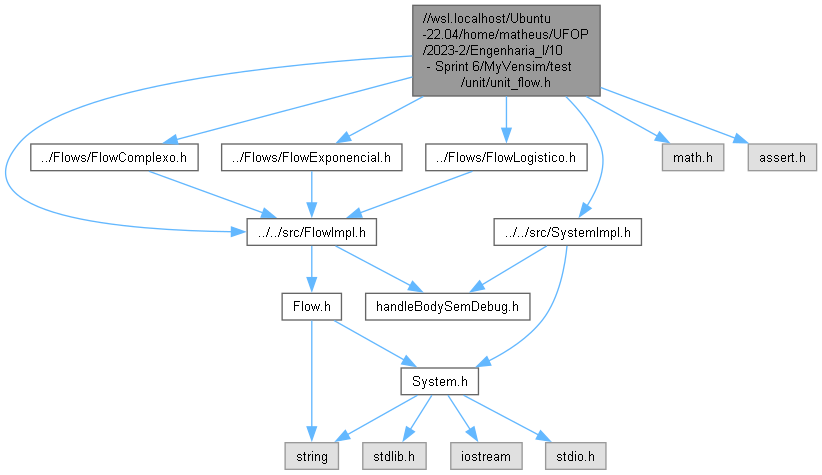 //wsl.localhost/Ubuntu
-22.04/home/matheus/UFOP
/2023-2/Engenharia_I/10
- Sprint 6/MyVensim/test
/unit/unit_flow.h
../Flows/FlowComplexo.h
../Flows/FlowExponencial.h
../Flows/FlowLogistico.h
math.h
assert.h
../../src/FlowImpl.h
../../src/SystemImpl.h
Flow.h
handleBodySemDebug.h
System.h
string
stdlib.h
iostream
stdio.h